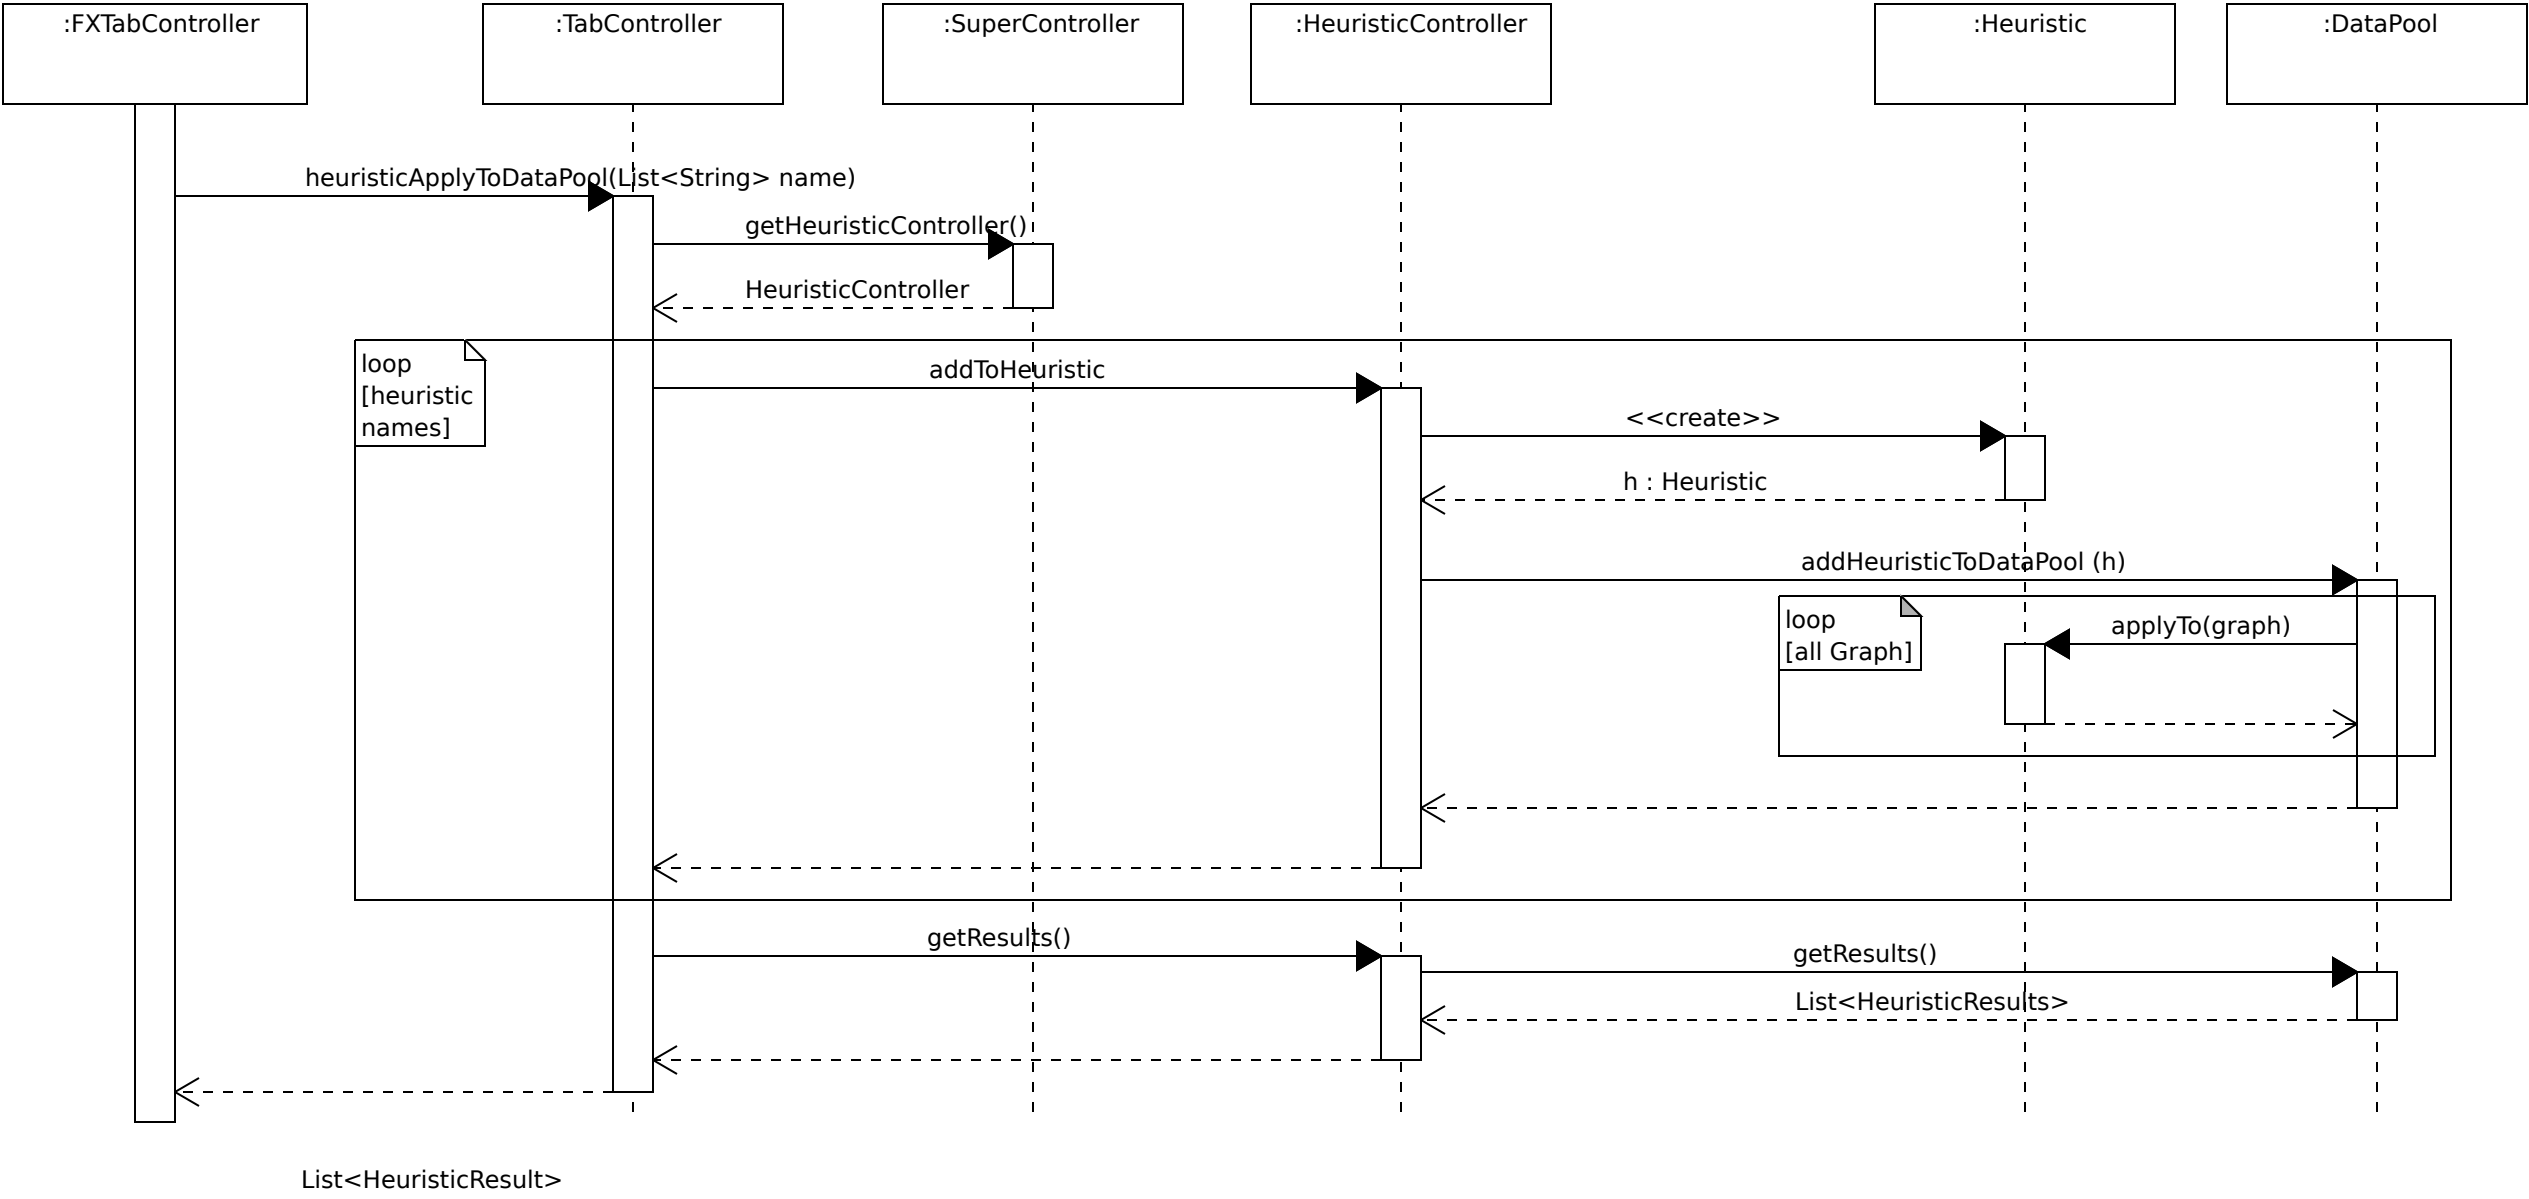 :FXTabController
:TabController
:SuperController
:HeuristicController
:Heuristic
:DataPool
heuristicApplyToDataPool(List<String> name)
getHeuristicController()
HeuristicController
loop
[heuristic
names]
addToHeuristic
<<create>>
h : Heuristic
addHeuristicToDataPool (h)
loop
[all Graph]
applyTo(graph)
getResults()
getResults()
List<HeuristicResults>
List<HeuristicResult>